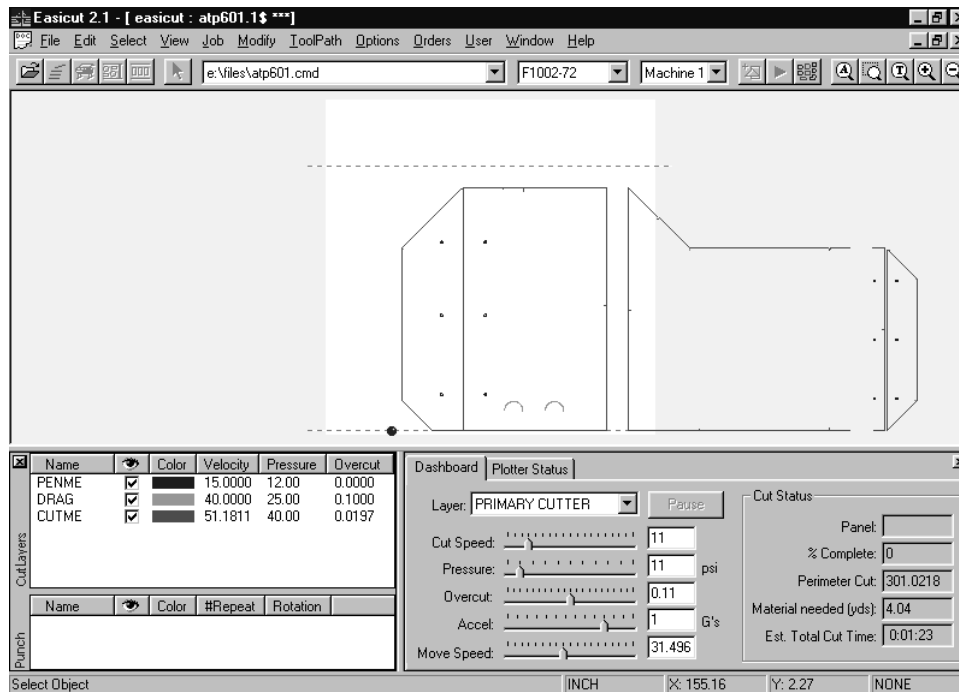 Easicut 2.1 - [ easicut : atp601.1$ ***]
File Edit Select View Job Modify ToolPath Options Orders User Window Help
e:\files\atp601.cmd F1002-72 Machine 1
Name Color Velocity Pressure Overcut
PENME 15.0000 12.00 0.0000
DRAG 40.0000 25.00 0.1000
CUTME 51.1811 40.00 0.0197
CutLayers
Name Color #Repeat Rotation
Punch
Dashboard Plotter Status
Layer: PRIMARY CUTTER Pause
Cut Speed: 11
Pressure: 11 psi
Overcut: 0.11
Accel: 1 G's
Move Speed: 31.496
Cut Status
Panel:
% Complete: 0
Perimeter Cut: 301.0218
Material needed (yds): 4.04
Est. Total Cut Time: 0:01:23
Select Object INCH X: 155.16 Y: 2.27 NONE